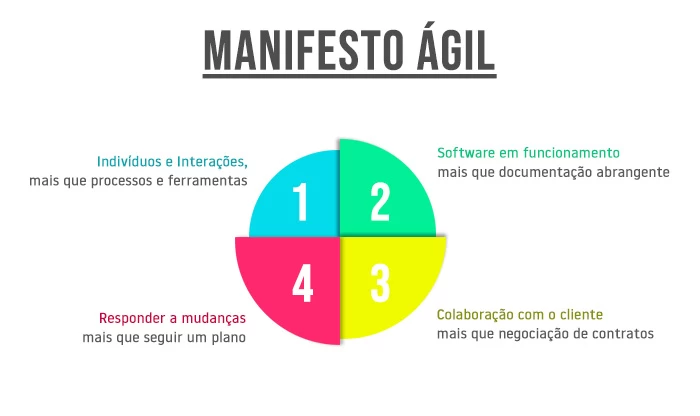 MANIFESTO ÁGIL
Indivíduos e Interações,
mais que processos e ferramentas
1
2
Software em funcionamento
mais que documentação abrangente
Responder a mudanças
mais que seguir um plano
4
3
Colaboração com o cliente
mais que negociação de contratos